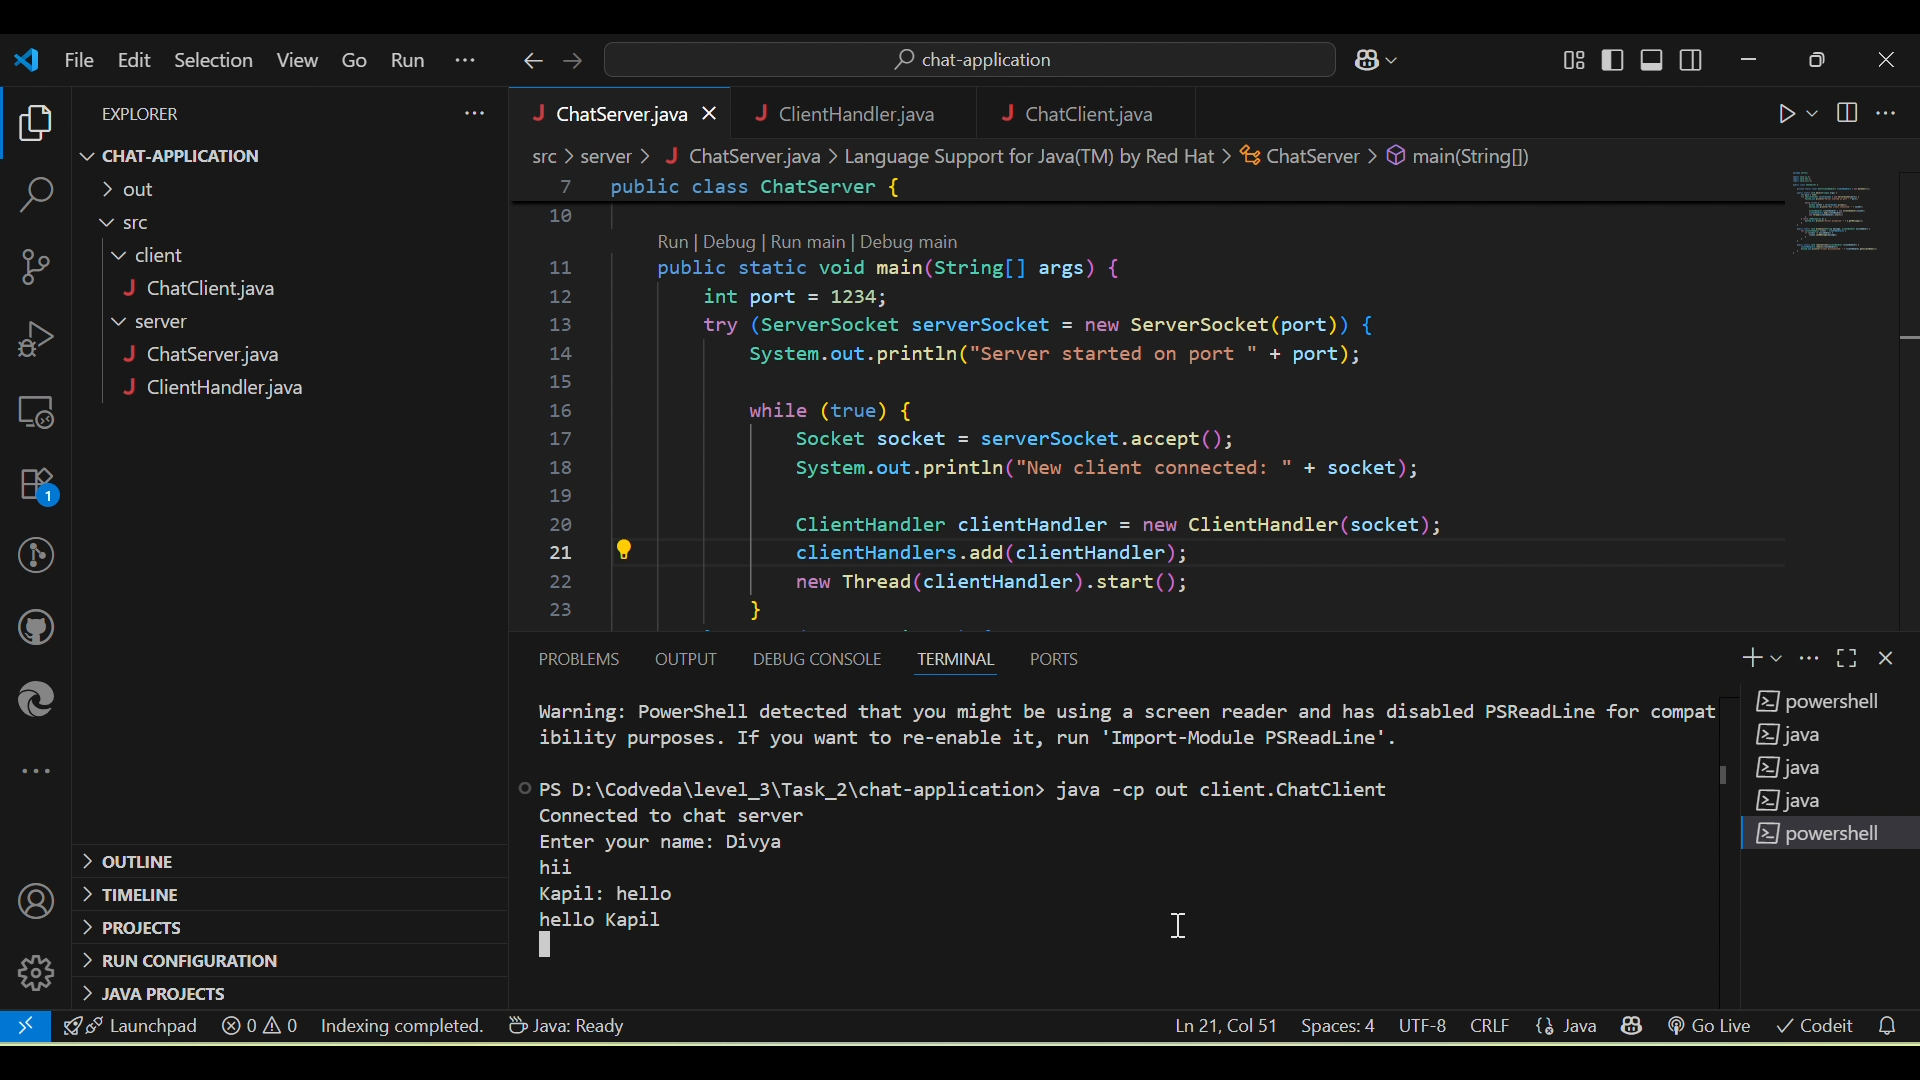 File Edit Selection View Go Run ...
chat-application
EXPLORER
CHAT-APPLICATION
out
src
client
J ChatClient.java
server
J ChatServer.java
J ClientHandler.java
OUTLINE
TIMELINE
PROJECTS
RUN CONFIGURATION
JAVA PROJECTS
1
J ChatServer.java J ClientHandler.java J ChatClient.java
src > server > J ChatServer.java > Language Support for Java(TM) by Red Hat > ChatServer > main(String[])
7 public class ChatServer {
10
Run | Debug | Run main | Debug main
11 public static void main(String[] args) {
12 int port = 1234;
13 try (ServerSocket serverSocket = new ServerSocket(port)) {
14 System.out.println("Server started on port " + port);
15
16 while (true) {
17 Socket socket = serverSocket.accept();
18 System.out.println("New client connected: " + socket);
19
20 ClientHandler clientHandler = new ClientHandler(socket);
21 clientHandlers.add(clientHandler);
22 new Thread(clientHandler).start();
23 }
PROBLEMS OUTPUT DEBUG CONSOLE TERMINAL PORTS
Warning: PowerShell detected that you might be using a screen reader and has disabled PSReadLine for compat
ibility purposes. If you want to re-enable it, run 'Import-Module PSReadLine'.
PS D:\Codveda\level_3\Task_2\chat-application> java -cp out client.ChatClient
Connected to chat server
Enter your name: Divya
hii
Kapil: hello
hello Kapil
powershell
java
java
java
powershell
Launchpad 0 0 Indexing completed. Java: Ready Ln 21, Col 51 Spaces: 4 UTF-8 CRLF Java Go Live Codeit